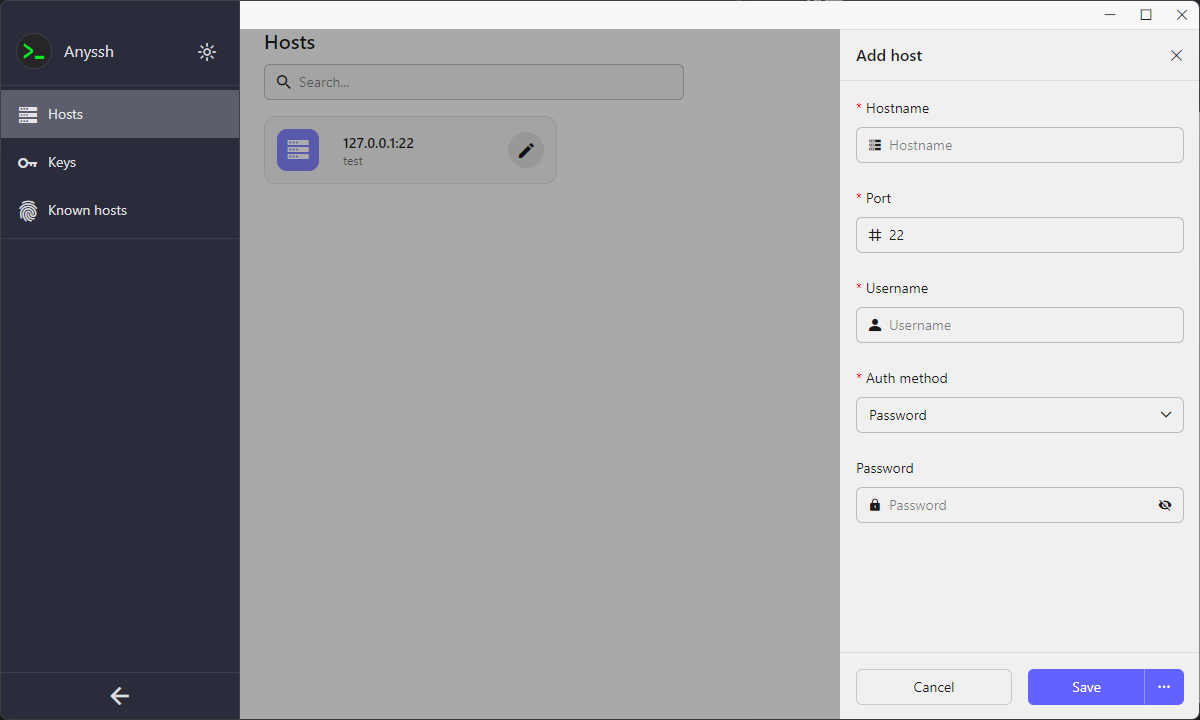 Anyssh
Hosts
Keys
Known hosts
Hosts
Search...
127.0.0.1:22
test
Add host
* Hostname
Hostname
* Port
22
* Username
Username
* Auth method
Password
Password
Password
Cancel
Save